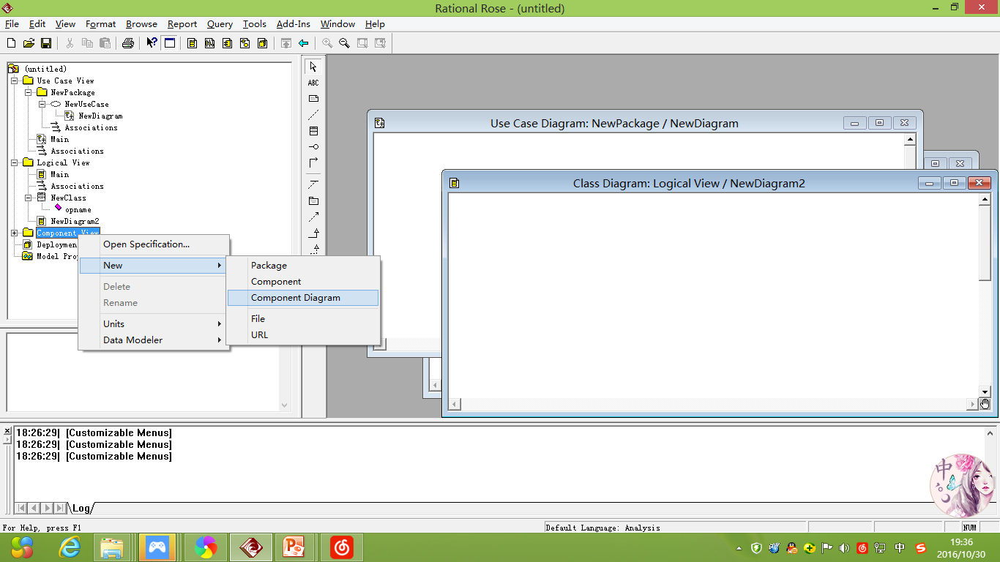 Rational Rose - (untitled)
File Edit View Format Browse Report Query Tools Add-Ins Window Help
(untitled)
Use Case View
NewPackage
NewUseCase
NewDiagram
Associations
Main
Associations
Logical View
Main
Associations
NewClass
opname
NewDiagram2
Component View
Deploymen
Model Pro
Open Specification...
New
Delete
Rename
Units
Data Modeler
Package
Component
Component Diagram
File
URL
ABC
Use Case Diagram: NewPackage / NewDiagram
Class Diagram: Logical View / NewDiagram2
18:26:29| [Customizable Menus]
18:26:29| [Customizable Menus]
18:26:29| [Customizable Menus]
Log
中
For Help, press F1
Default Language: Analysis
NUM
中
19:36
2016/10/30